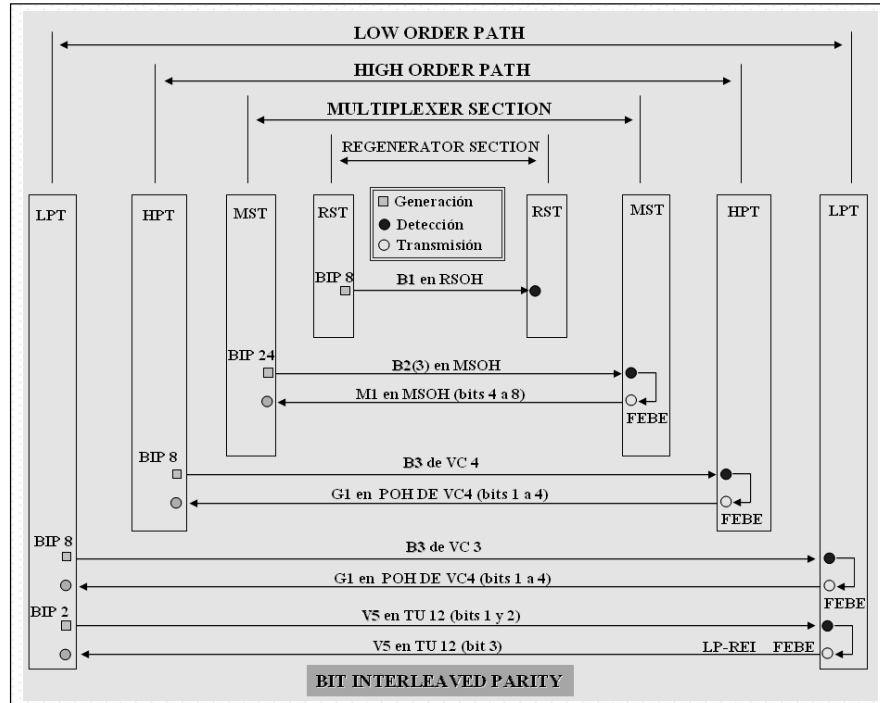 LOW ORDER PATH
HIGH ORDER PATH
MULTIPLEXER SECTION
REGENERATOR SECTION
LPT HPT MST RST RST MST HPT LPT
Generación
Detección
Transmisión
BIP 8 B1 en RSOH
BIP 24 B2(3) en MSOH
M1 en MSOH (bits 4 a 8)
FEBE
BIP 8 B3 de VC 4
G1 en POH DE VC4 (bits 1 a 4)
FEBE
BIP 8 B3 de VC 3
G1 en POH DE VC4 (bits 1 a 4)
FEBE
BIP 2 V5 en TU 12 (bits 1 y 2)
V5 en TU 12 (bit 3) LP-REI FEBE
BIT INTERLEAVED PARITY